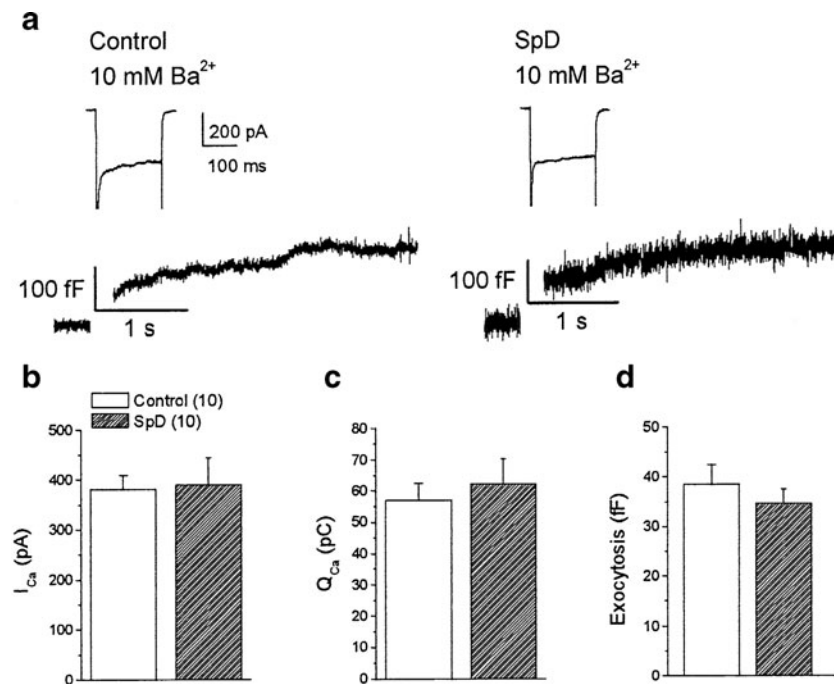 a
Control
10 mM Ba²⁺
200 pA
100 ms
100 fF
1 s
SpD
10 mM Ba²⁺
100 fF
1 s
b
Control (10)
SpD (10)
I_Ca (pA)
500
400
300
200
100
0
c
Q_Ca (pC)
80
70
60
50
40
30
20
10
0
d
Exocytosis (fF)
50
40
30
20
10
0